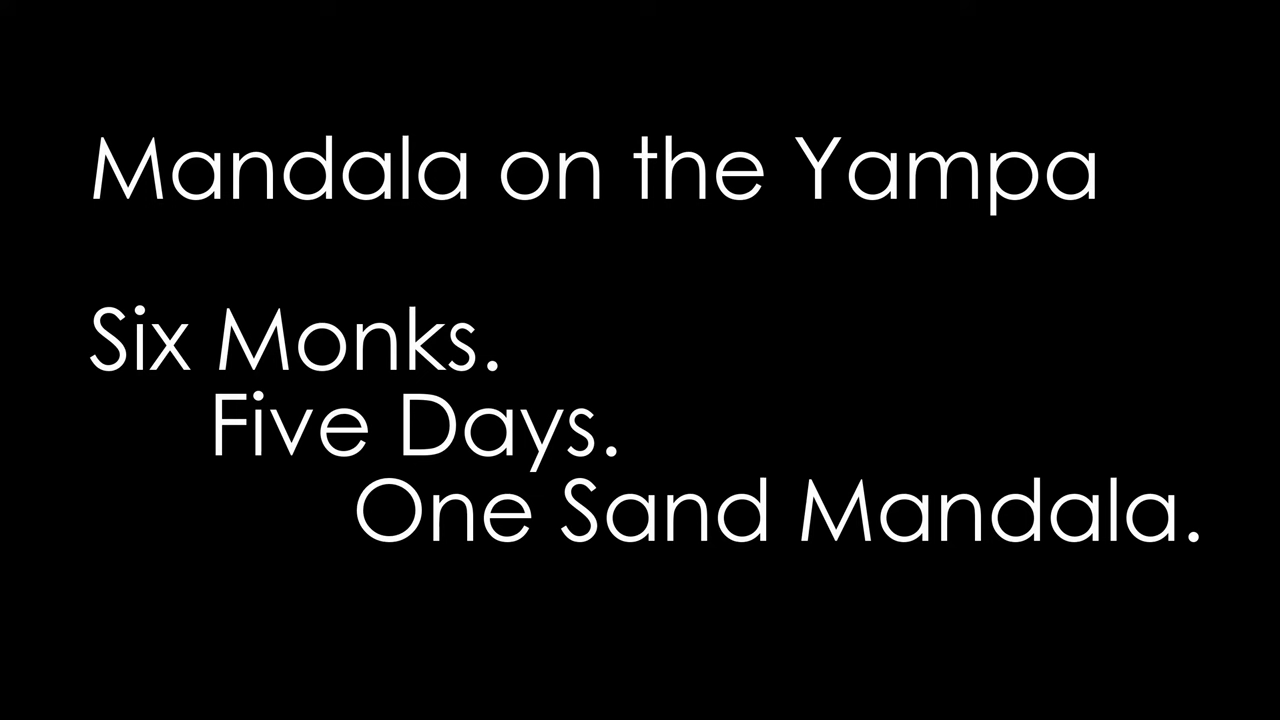 Mandala on the Yampa
Six Monks.
Five Days.
One Sand Mandala.